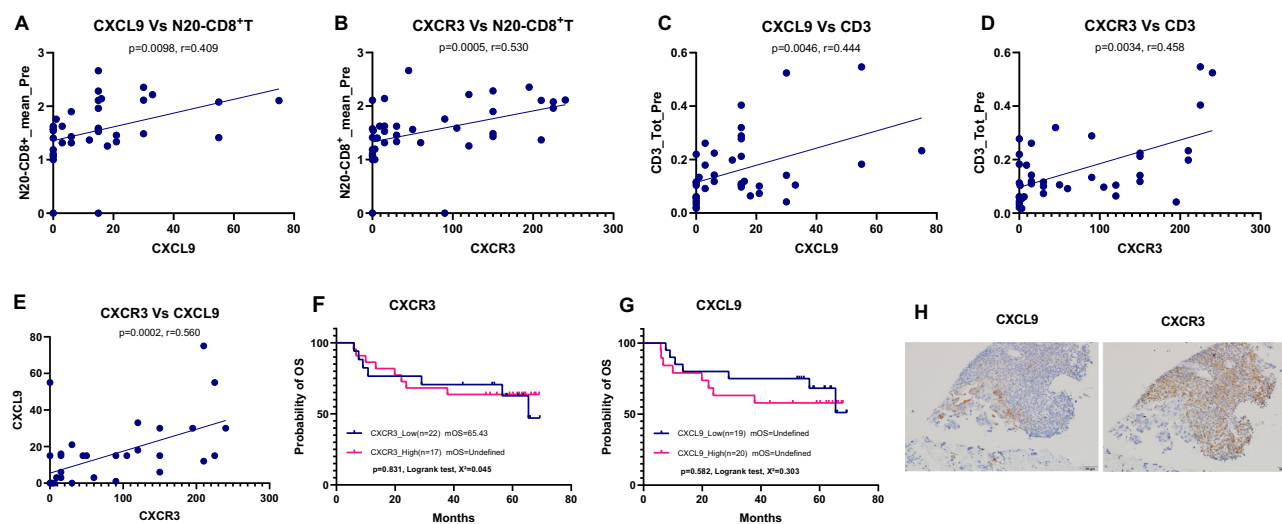 A
CXCL9 Vs N20-CD8⁺T
p=0.0098, r=0.409
N20-CD8+_mean_Pre
3
2
1
0
0 20 40 60 80
CXCL9
B
CXCR3 Vs N20-CD8⁺T
p=0.0005, r=0.530
N20-CD8⁺_mean_Pre
3
2
1
0
0 100 200 300
CXCR3
C
CXCL9 Vs CD3
p=0.0046, r=0.444
CD3_Tot_Pre
0.6
0.4
0.2
0.0
0 20 40 60 80
CXCL9
D
CXCR3 Vs CD3
p=0.0034, r=0.458
CD3_Tot_Pre
0.6
0.4
0.2
0.0
0 100 200 300
CXCR3
E
CXCR3 Vs CXCL9
p=0.0002, r=0.560
CXCL9
80
60
40
20
0
0 100 200 300
CXCR3
F
CXCR3
Probability of OS
100
50
0
CXCR3_Low(n=22) mOS=65.43
CXCR3_High(n=17) mOS=Undefined
p=0.831, Logrank test, X²=0.045
0 20 40 60 80
Months
G
CXCL9
Probability of OS
100
50
0
CXCL9_Low(n=19) mOS=Undefined
CXCL9_High(n=20) mOS=Undefined
p=0.582, Logrank test, X²=0.303
0 20 40 60 80
Months
H
CXCL9
CXCR3